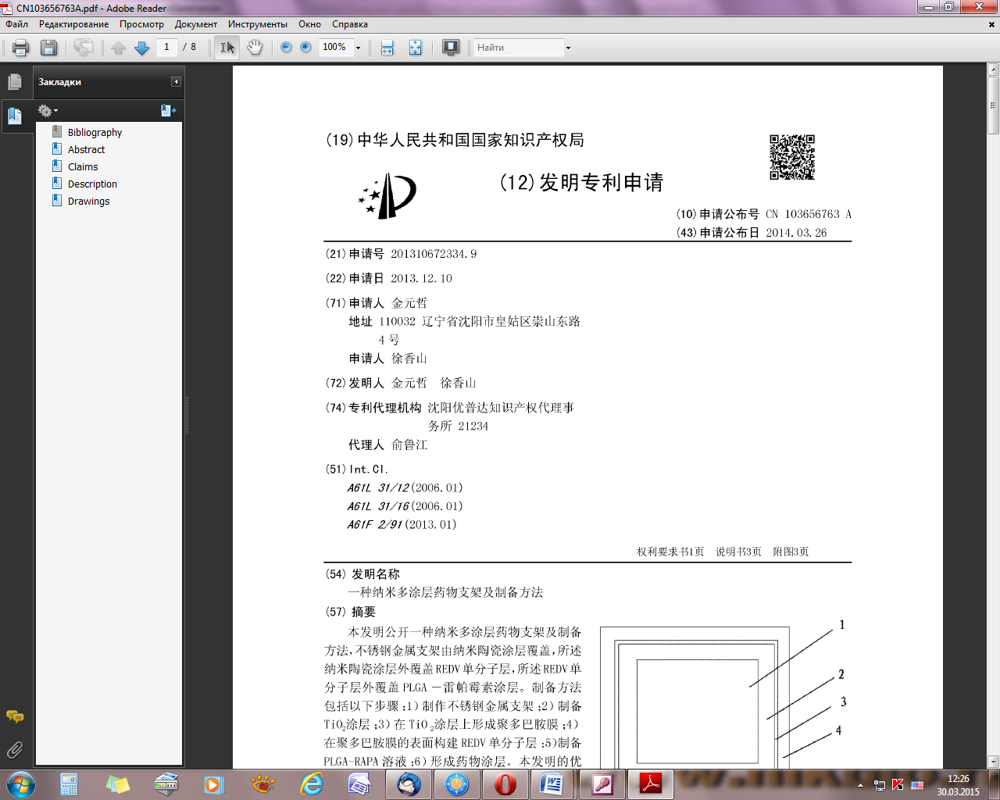 CN103656763A.pdf - Adobe Reader
Файл Редактирование Просмотр Документ Инструменты Окно Справка
1 / 8 100% Найти
Закладки
Bibliography
Abstract
Claims
Description
Drawings
(19)中华人民共和国国家知识产权局
(12)发明专利申请
(10)申请公布号 CN 103656763 A
(43)申请公布日 2014.03.26
(21)申请号 201310672334.9
(22)申请日 2013.12.10
(71)申请人 金元哲
地址 110032 辽宁省沈阳市皇姑区崇山东路
4 号
申请人 徐香山
(72)发明人 金元哲 徐香山
(74)专利代理机构 沈阳优普达知识产权代理事
务所 21234
代理人 俞鲁江
(51)Int.Cl.
A61L 31/12(2006.01)
A61L 31/16(2006.01)
A61F 2/91(2013.01)
权利要求书1页 说明书3页 附图3页
(54)发明名称
一种纳米多涂层药物支架及制备方法
(57)摘要
本发明公开一种纳米多涂层药物支架及制备
方法,不锈钢金属支架由纳米陶瓷涂层覆盖,所述
纳米陶瓷涂层外覆盖 REDV 单分子层,所述 REDV 单
分子层外覆盖 PLGA －雷帕霉素涂层。制备方法
包括以下步骤:1)制作不锈钢金属支架;2)制备
TiO₂涂层;3)在 TiO₂涂层上形成聚多巴胺膜;4)
在聚多巴胺膜的表面构建 REDV 单分子层;5)制备
PLGA-RAPA 溶液;6)形成药物涂层。本发明的优
1
2
3
4
12:26
30.03.2015